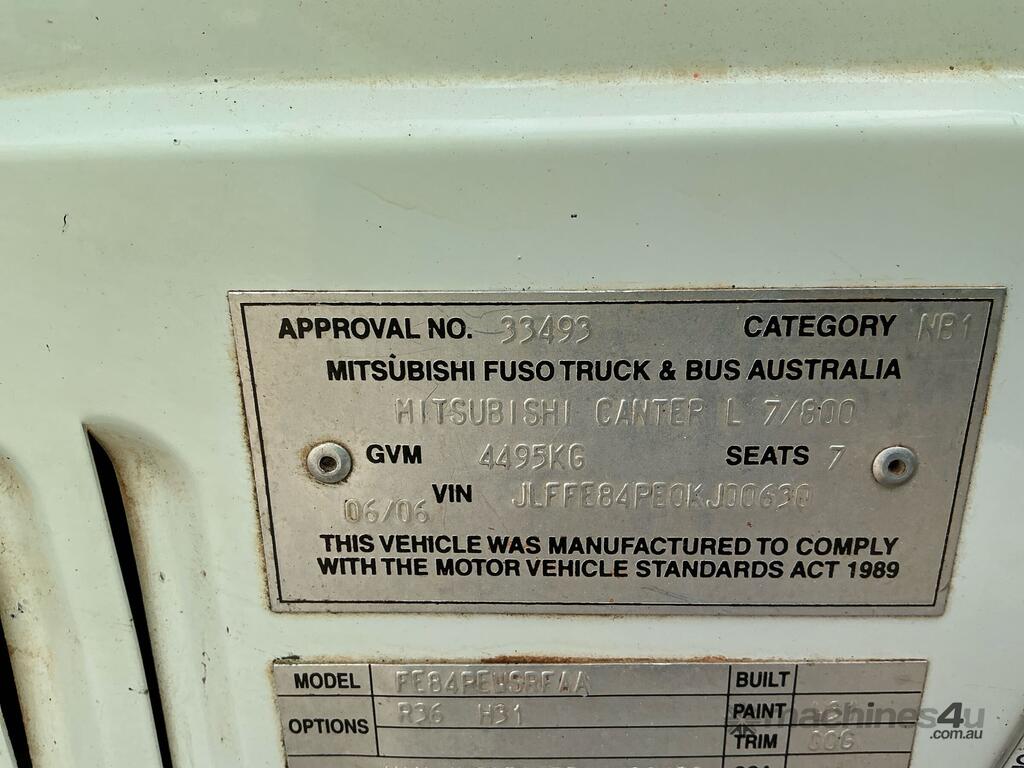 APPROVAL NO. 33493 CATEGORY NB1
MITSUBISHI FUSO TRUCK & BUS AUSTRALIA
MITSUBISHI CANTER L 7/800
GVM 4495KG SEATS 7
06/06 VIN JLFFE84PE0KJ00630
THIS VEHICLE WAS MANUFACTURED TO COMPLY
WITH THE MOTOR VEHICLE STANDARDS ACT 1989
MODEL FE84PEWSRFAA BUILT
OPTIONS R36 H31 PAINT
TRIM
machines4u
.com.au